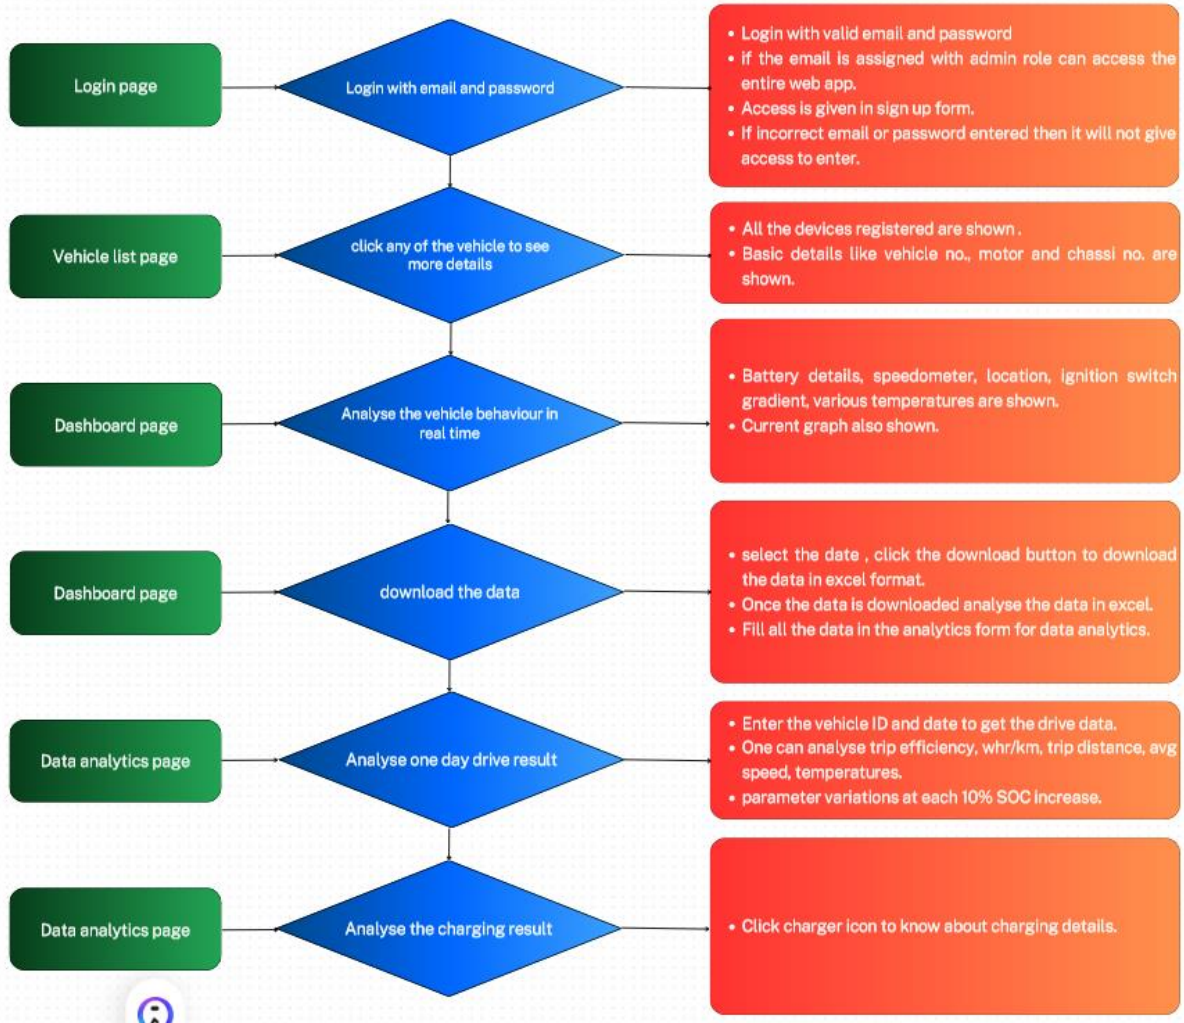 Login page
Login with email and password
• Login with valid email and password
• if the email is assigned with admin role can access the
entire web app.
• Access is given in sign up form.
• If incorrect email or password entered then it will not give
access to enter.
Vehicle list page
click any of the vehicle to see
more details
• All the devices registered are shown .
• Basic details like vehicle no., motor and chassi no. are
shown.
Dashboard page
Analyse the vehicle behaviour in
real time
• Battery details, speedometer, location, ignition switch
gradient, various temperatures are shown.
• Current graph also shown.
Dashboard page
download the data
• select the date , click the download button to download
the data in excel format.
• Once the data is downloaded analyse the data in excel.
• Fill all the data in the analytics form for data analytics.
Data analytics page
Analyse one day drive result
• Enter the vehicle ID and date to get the drive data.
• One can analyse trip efficiency, whr/km, trip distance, avg
speed, temperatures.
• parameter variations at each 10% SOC increase.
Data analytics page
Analyse the charging result
• Click charger icon to know about charging details.